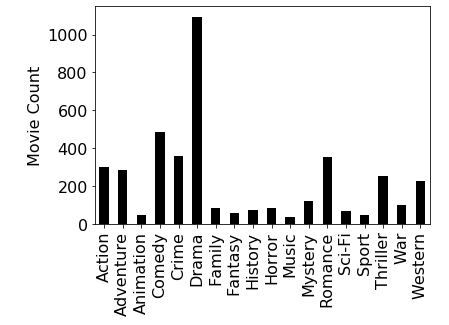 Movie Count
1000
800
600
400
200
0
Action
Adventure
Animation
Comedy
Crime
Drama
Family
Fantasy
History
Horror
Music
Mystery
Romance
Sci-Fi
Sport
Thriller
War
Western